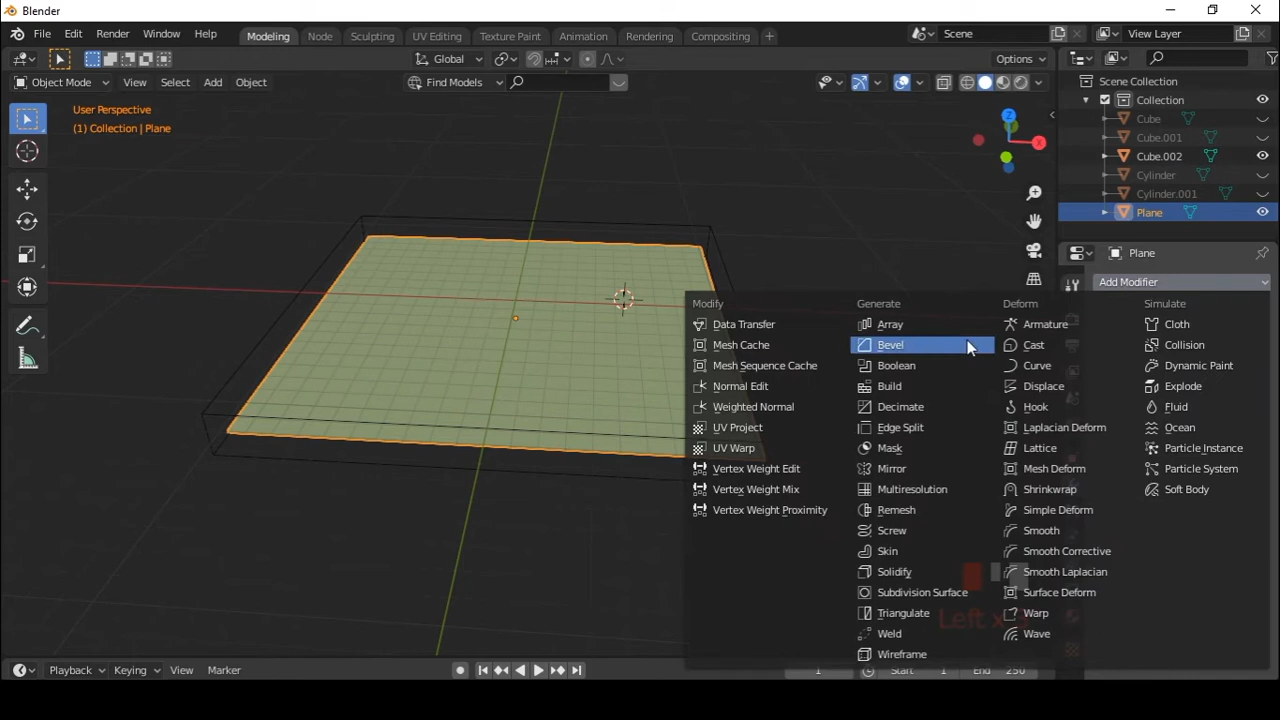 Blender
File Edit Render Window Help Modeling Node Sculpting UV Editing Texture Paint Animation Rendering Compositing Scene View Layer
Global Options
Object Mode View Select Add Object Find Models
User Perspective
(1) Collection | Plane
Scene Collection
Collection
Cube
Cube.001
Cube.002
Cylinder
Cylinder.001
Plane
Plane
Add Modifier
Modify
Data Transfer
Mesh Cache
Mesh Sequence Cache
Normal Edit
Weighted Normal
UV Project
UV Warp
Vertex Weight Edit
Vertex Weight Mix
Vertex Weight Proximity
Generate
Array
Bevel
Boolean
Build
Decimate
Edge Split
Mask
Mirror
Multiresolution
Remesh
Screw
Skin
Solidify
Subdivision Surface
Triangulate
Weld
Wireframe
Deform
Armature
Cast
Curve
Displace
Hook
Laplacian Deform
Lattice
Mesh Deform
Shrinkwrap
Simple Deform
Smooth
Smooth Corrective
Smooth Laplacian
Surface Deform
Warp
Wave
Simulate
Cloth
Collision
Dynamic Paint
Explode
Fluid
Ocean
Particle Instance
Particle System
Soft Body
X
Z
Left x
Playback Keying View Marker 1 Start 1 End 250